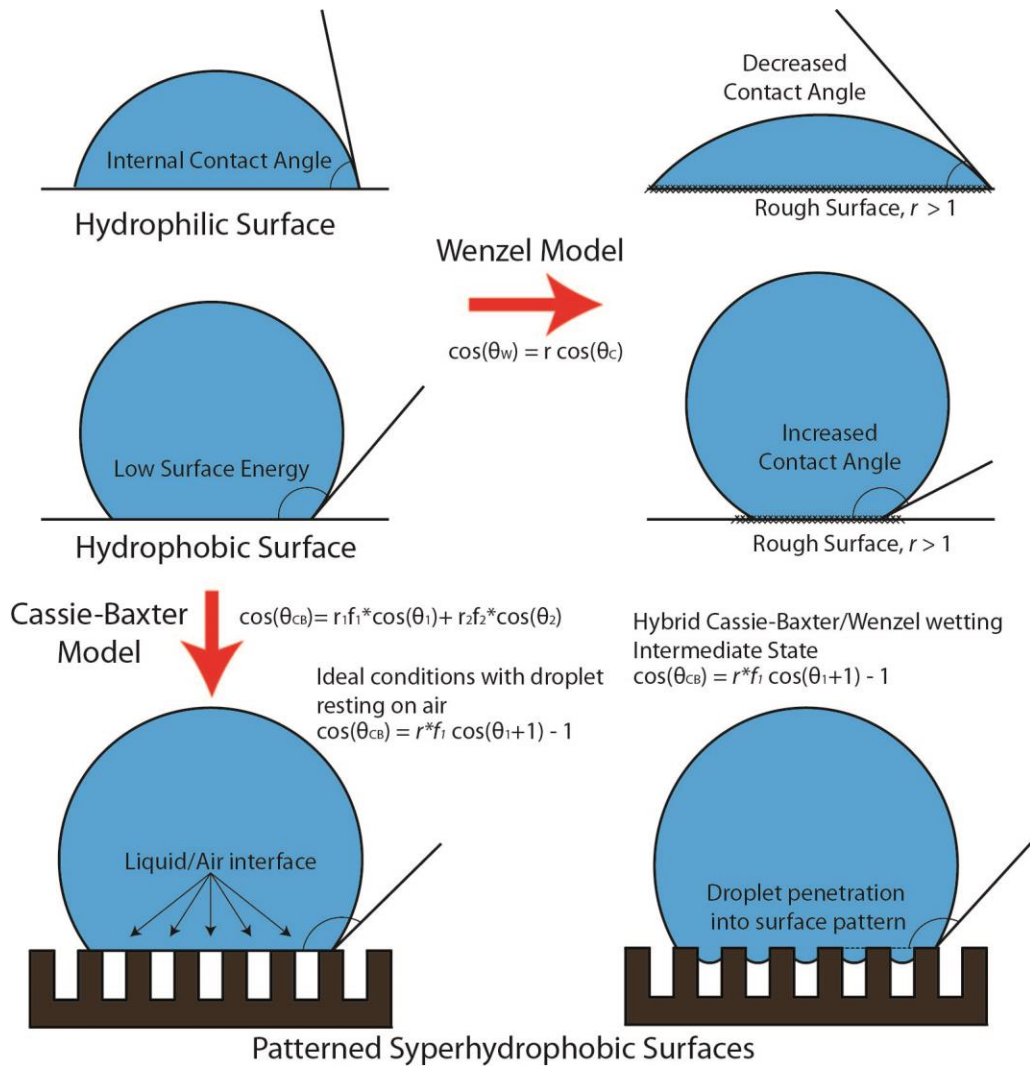 Internal Contact Angle
Hydrophilic Surface
Decreased
Contact Angle
Rough Surface, r > 1
Wenzel Model
cos(θw) = r cos(θc)
Low Surface Energy
Hydrophobic Surface
Increased
Contact Angle
Rough Surface, r > 1
Cassie-Baxter
Model
cos(θCB)= r1f1*cos(θ1)+ r2f2*cos(θ2)
Ideal conditions with droplet
resting on air
cos(θCB) = r*f1 cos(θ1+1) - 1
Hybrid Cassie-Baxter/Wenzel wetting
Intermediate State
cos(θCB) = r*f1 cos(θ1+1) - 1
Liquid/Air interface
Droplet penetration
into surface pattern
Patterned Syperhydrophobic Surfaces